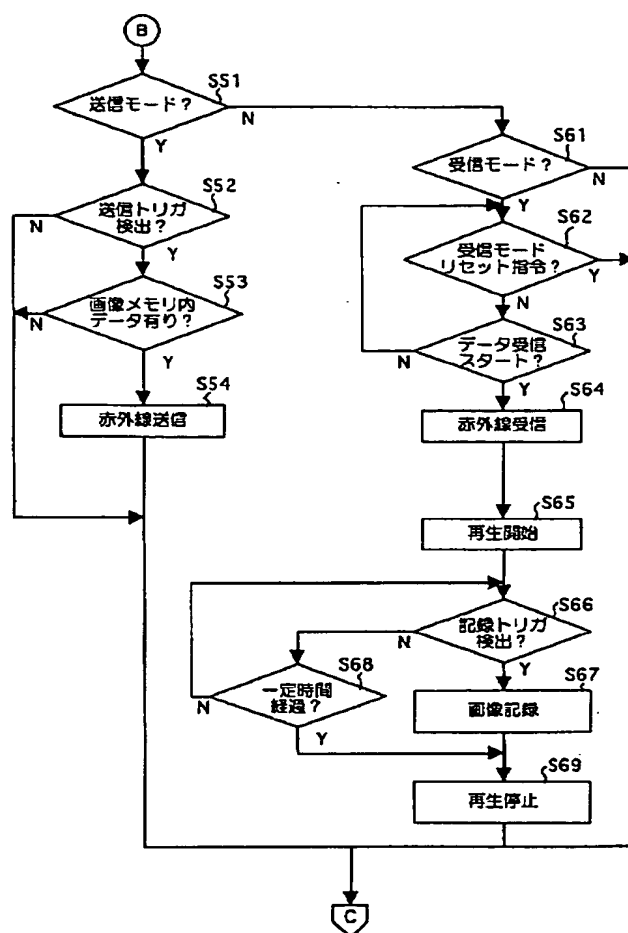 B
S51
送信モード？
N
Y
S52
送信トリガ
検出？
N
Y
S53
画像メモリ内
データ有り？
N
Y
S54
赤外線送信
S61
受信モード？
N
Y
S62
受信モード
リセット指令？
Y
N
S63
データ受信
スタート？
N
Y
S64
赤外線受信
S65
再生開始
S66
記録トリガ
検出？
N
Y
S68
一定時間
経過？
N
Y
S67
画像記録
S69
再生停止
C